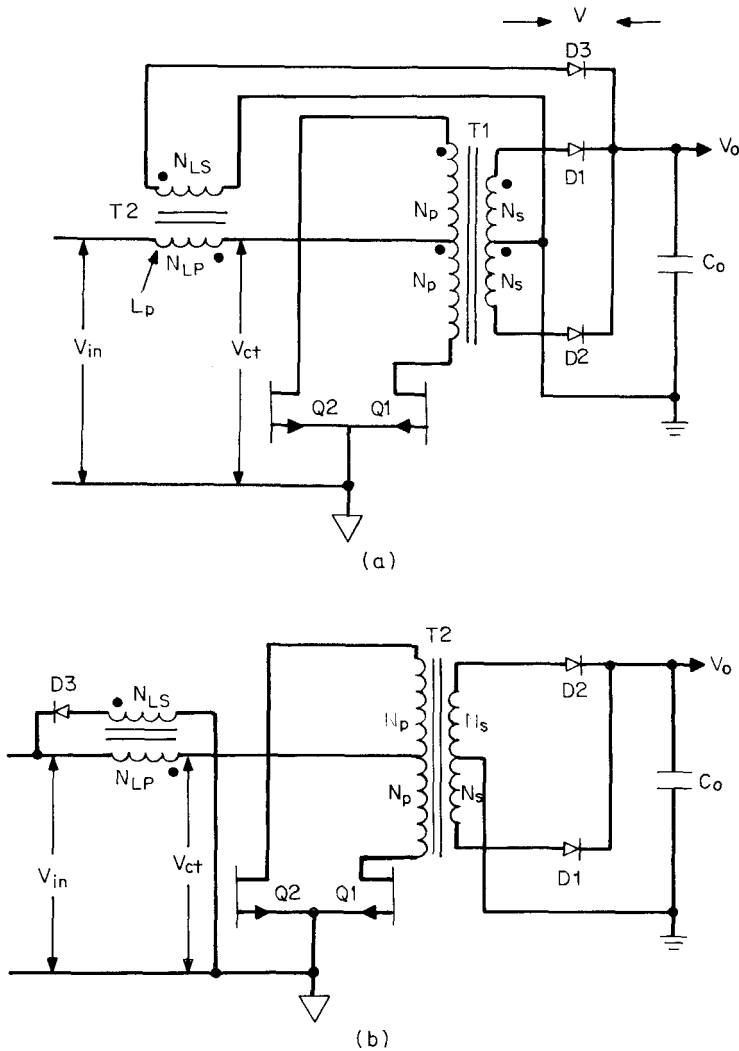 V
D3
T1
D1
Vo
NLS
T2
Np
Ns
NLP
Lp
Np
Ns
Co
Vin
Vct
D2
Q2
Q1
(a)
T2
D3
NLS
D2
Vo
Np
Ns
NLP
Np
Ns
Co
Vin
Vct
D1
Q2
Q1
(b)